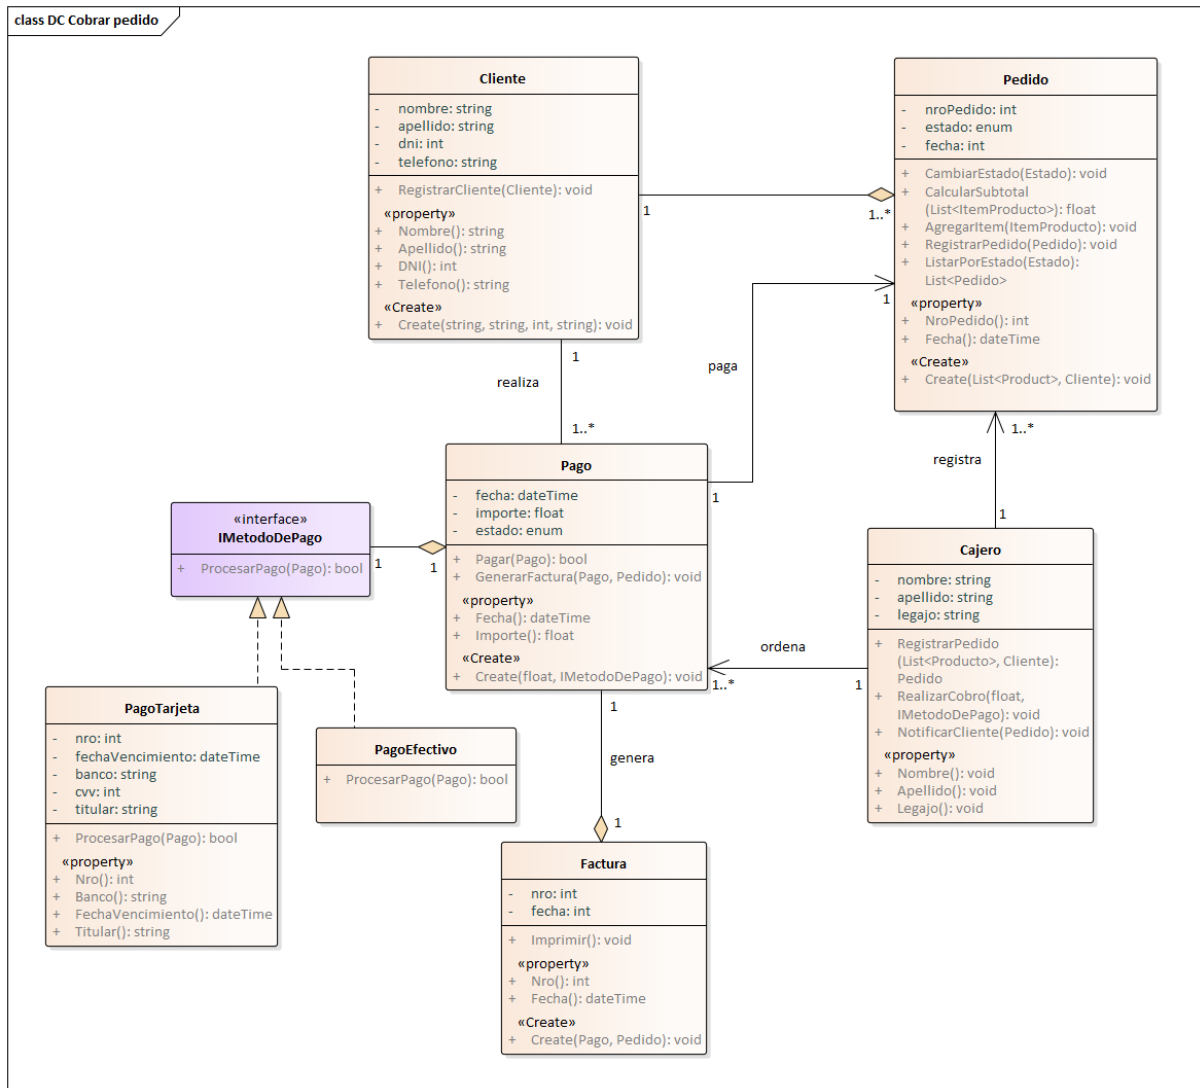 class DC Cobrar pedido
Cliente
- nombre: string
- apellido: string
- dni: int
- telefono: string
+ RegistrarCliente(Cliente): void
«property»
+ Nombre(): string
+ Apellido(): string
+ DNI(): int
+ Telefono(): string
«Create»
+ Create(string, string, int, string): void
Pedido
- nroPedido: int
- estado: enum
- fecha: int
+ CambiarEstado(Estado): void
+ CalcularSubtotal
(List<ItemProducto>): float
+ AgregarItem(ItemProducto): void
+ RegistrarPedido(Pedido): void
+ ListarPorEstado(Estado):
List<Pedido>
«property»
+ NroPedido(): int
+ Fecha(): dateTime
«Create»
+ Create(List<Product>, Cliente): void
1
1..*
1
paga
1
realiza
1..*
1..*
registra
1
1
Pago
- fecha: dateTime
- importe: float
- estado: enum
+ Pagar(Pago): bool
+ GenerarFactura(Pago, Pedido): void
«property»
+ Fecha(): dateTime
+ Importe(): float
«Create»
+ Create(float, IMetodoDePago): void
«interface»
IMetodoDePago
+ ProcesarPago(Pago): bool
1
1
Cajero
- nombre: string
- apellido: string
- legajo: string
+ RegistrarPedido
(List<Producto>, Cliente):
Pedido
+ RealizarCobro(float,
IMetodoDePago): void
+ NotificarCliente(Pedido): void
«property»
+ Nombre(): void
+ Apellido(): void
+ Legajo(): void
ordena
1..*
1
PagoTarjeta
- nro: int
- fechaVencimiento: dateTime
- banco: string
- cvv: int
- titular: string
+ ProcesarPago(Pago): bool
«property»
+ Nro(): int
+ Banco(): string
+ FechaVencimiento(): dateTime
+ Titular(): string
PagoEfectivo
+ ProcesarPago(Pago): bool
1
genera
1
Factura
- nro: int
- fecha: int
+ Imprimir(): void
«property»
+ Nro(): int
+ Fecha(): dateTime
«Create»
+ Create(Pago, Pedido): void